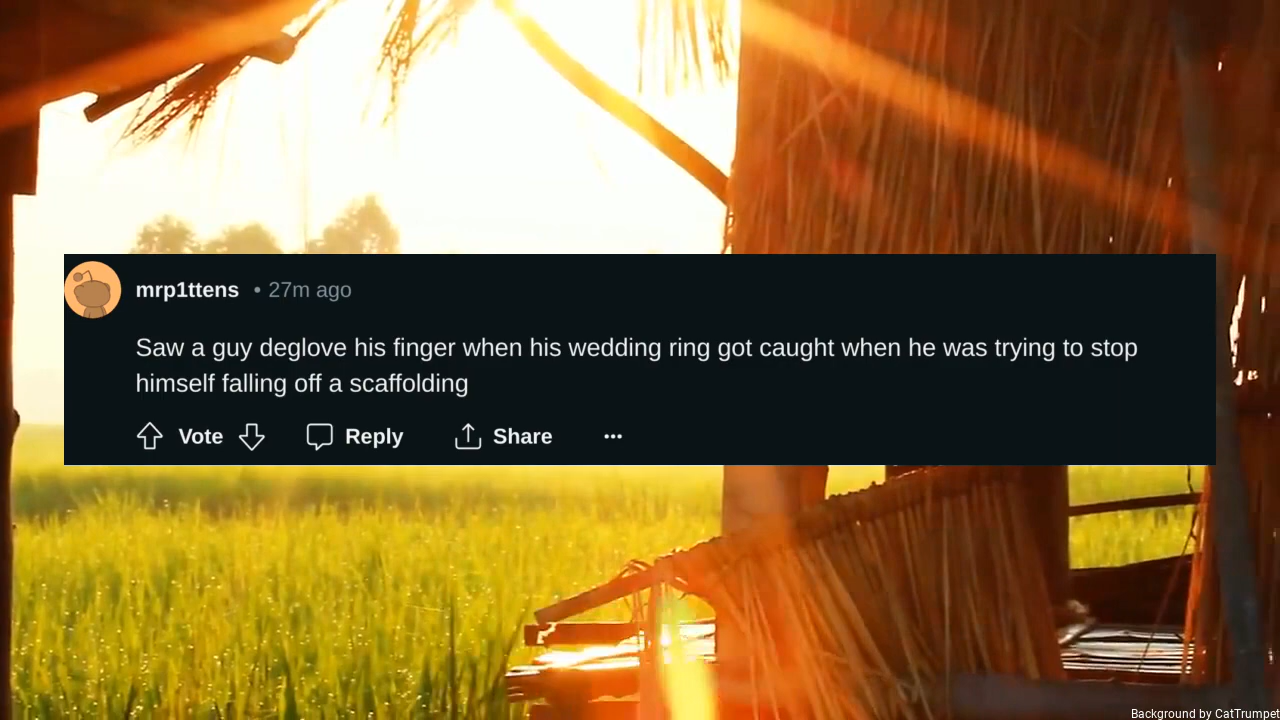 mrp1ttens • 27m ago
Saw a guy deglove his finger when his wedding ring got caught when he was trying to stop
himself falling off a scaffolding
Vote Reply Share ···
Background by CatTrumpet